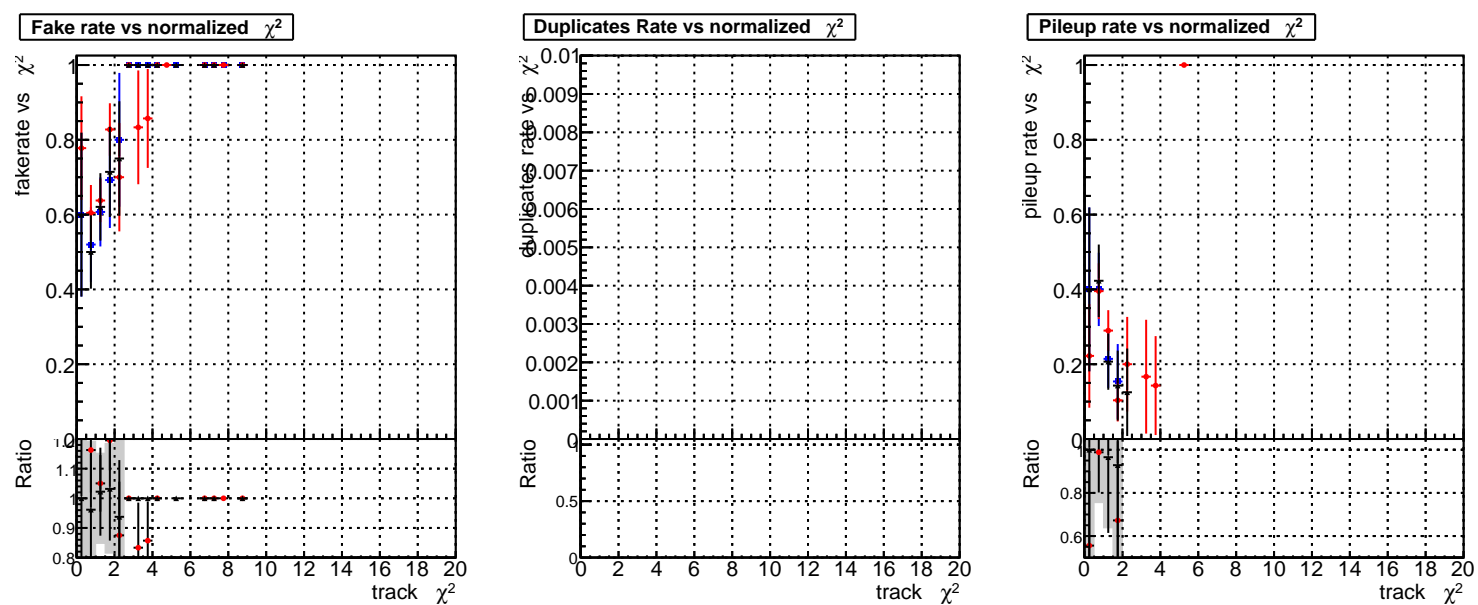 Fake rate vs normalized χ²
fakerate vs χ²
1
0.8
0.6
0.4
0.2
0
Ratio
1.1
1
0.9
0.8
0 2 4 6 8 10 12 14 16 18 20
track χ²
Duplicates Rate vs normalized χ²
duplicates rate vs χ²
0.01
0.009
0.008
0.007
0.006
0.005
0.004
0.003
0.002
0.001
0
Ratio
1
0.5
0
0 2 4 6 8 10 12 14 16 18 20
track χ²
Pileup rate vs normalized χ²
pileup rate vs χ²
1
0.8
0.6
0.4
0.2
0
Ratio
1
0.8
0.6
0 2 4 6 8 10 12 14 16 18 20
track χ²